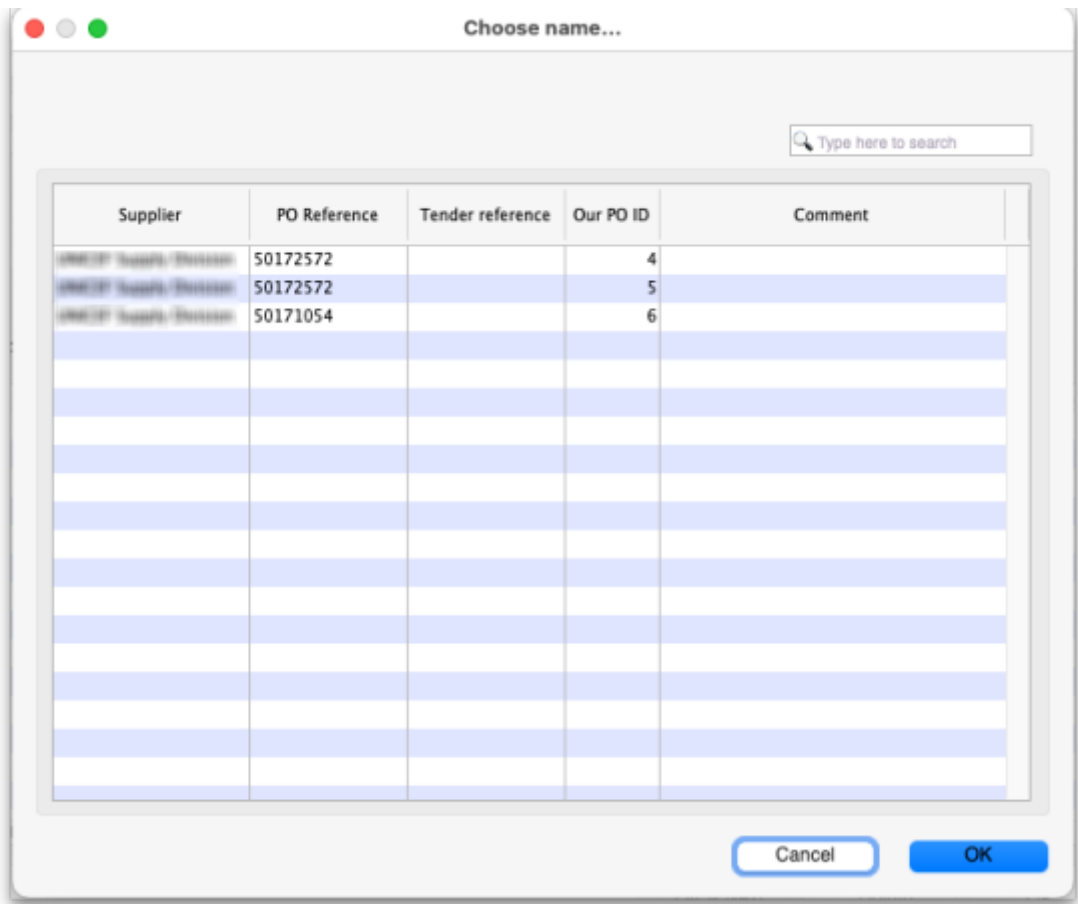 Choose name...
Type here to search
Supplier PO Reference Tender reference Our PO ID Comment
50172572 4
50172572 5
50171054 6
Cancel OK